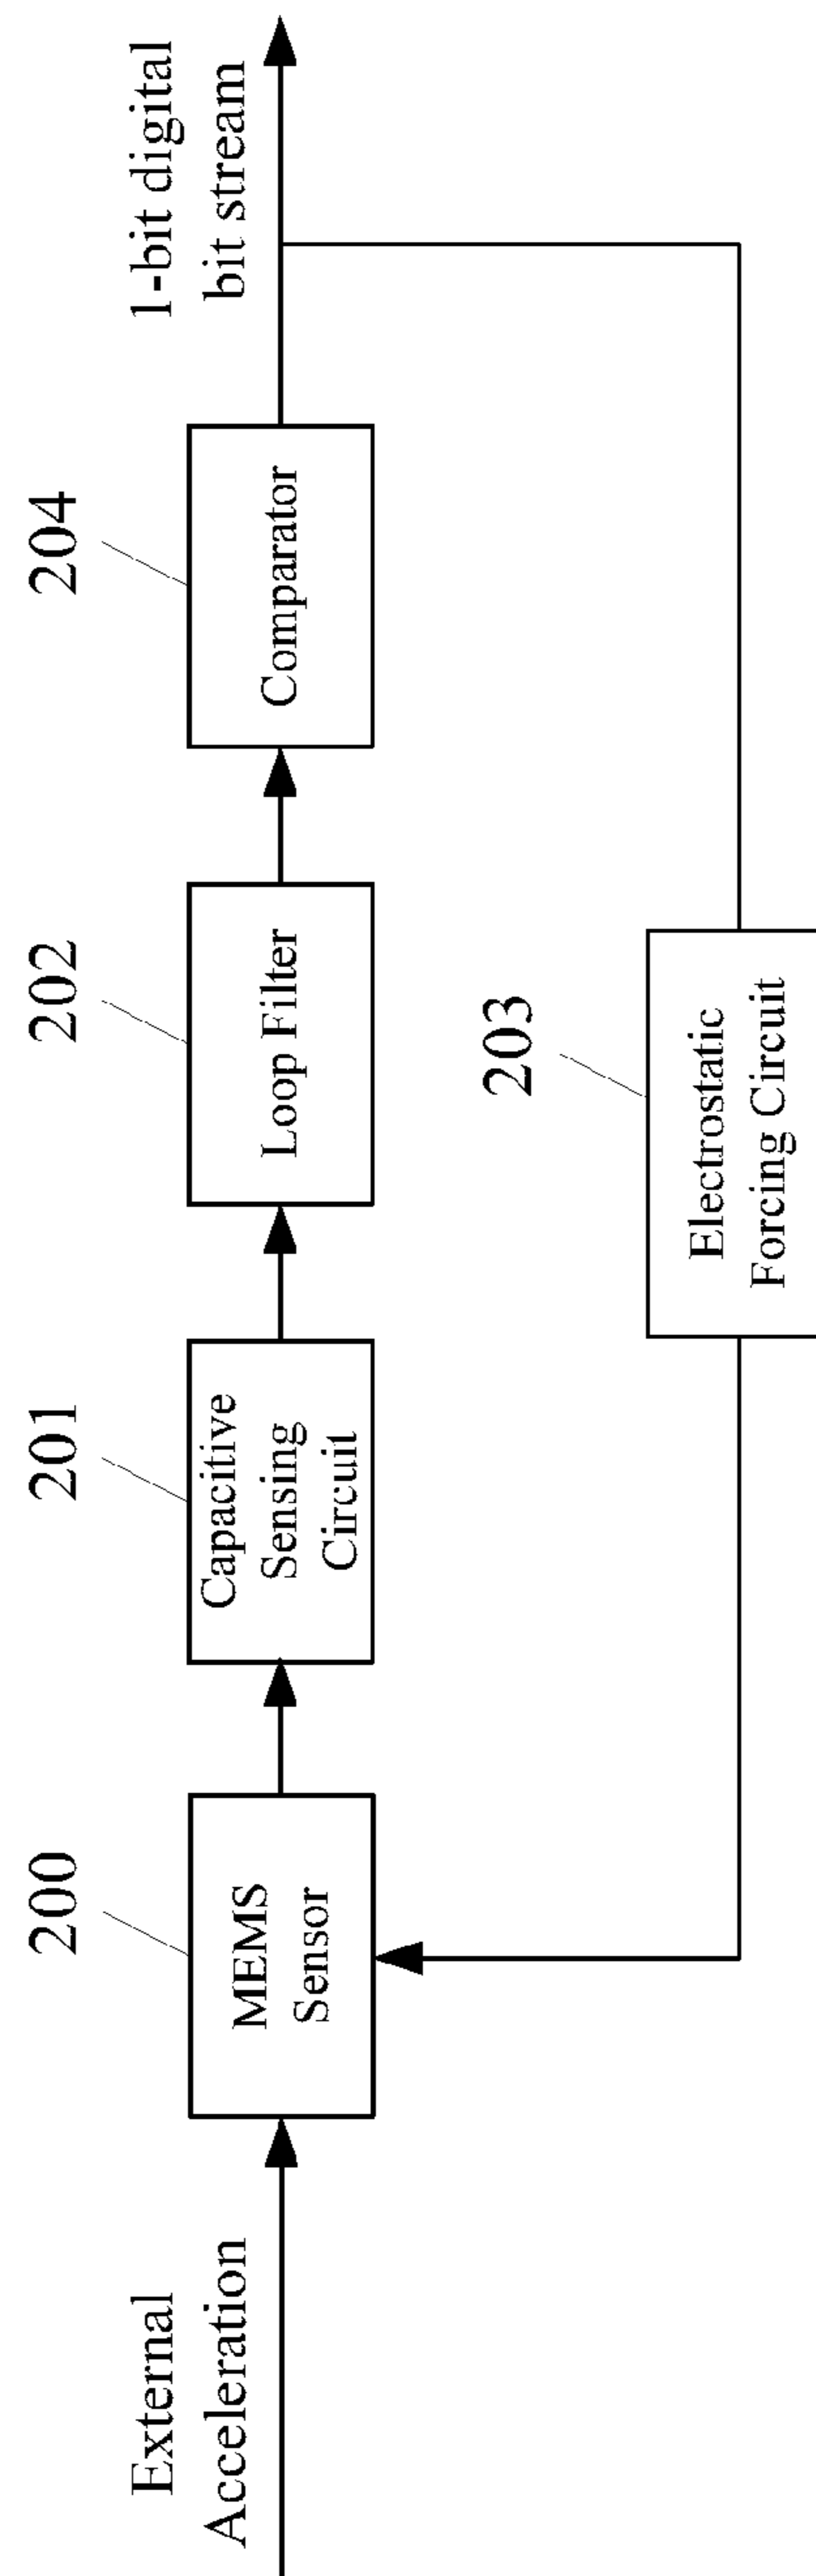 External
Acceleration
200
MEMS
Sensor
201
Capacitive
Sensing
Circuit
202
Loop Filter
204
Comparator
1-bit digital
bit stream
203
Electrostatic
Forcing Circuit